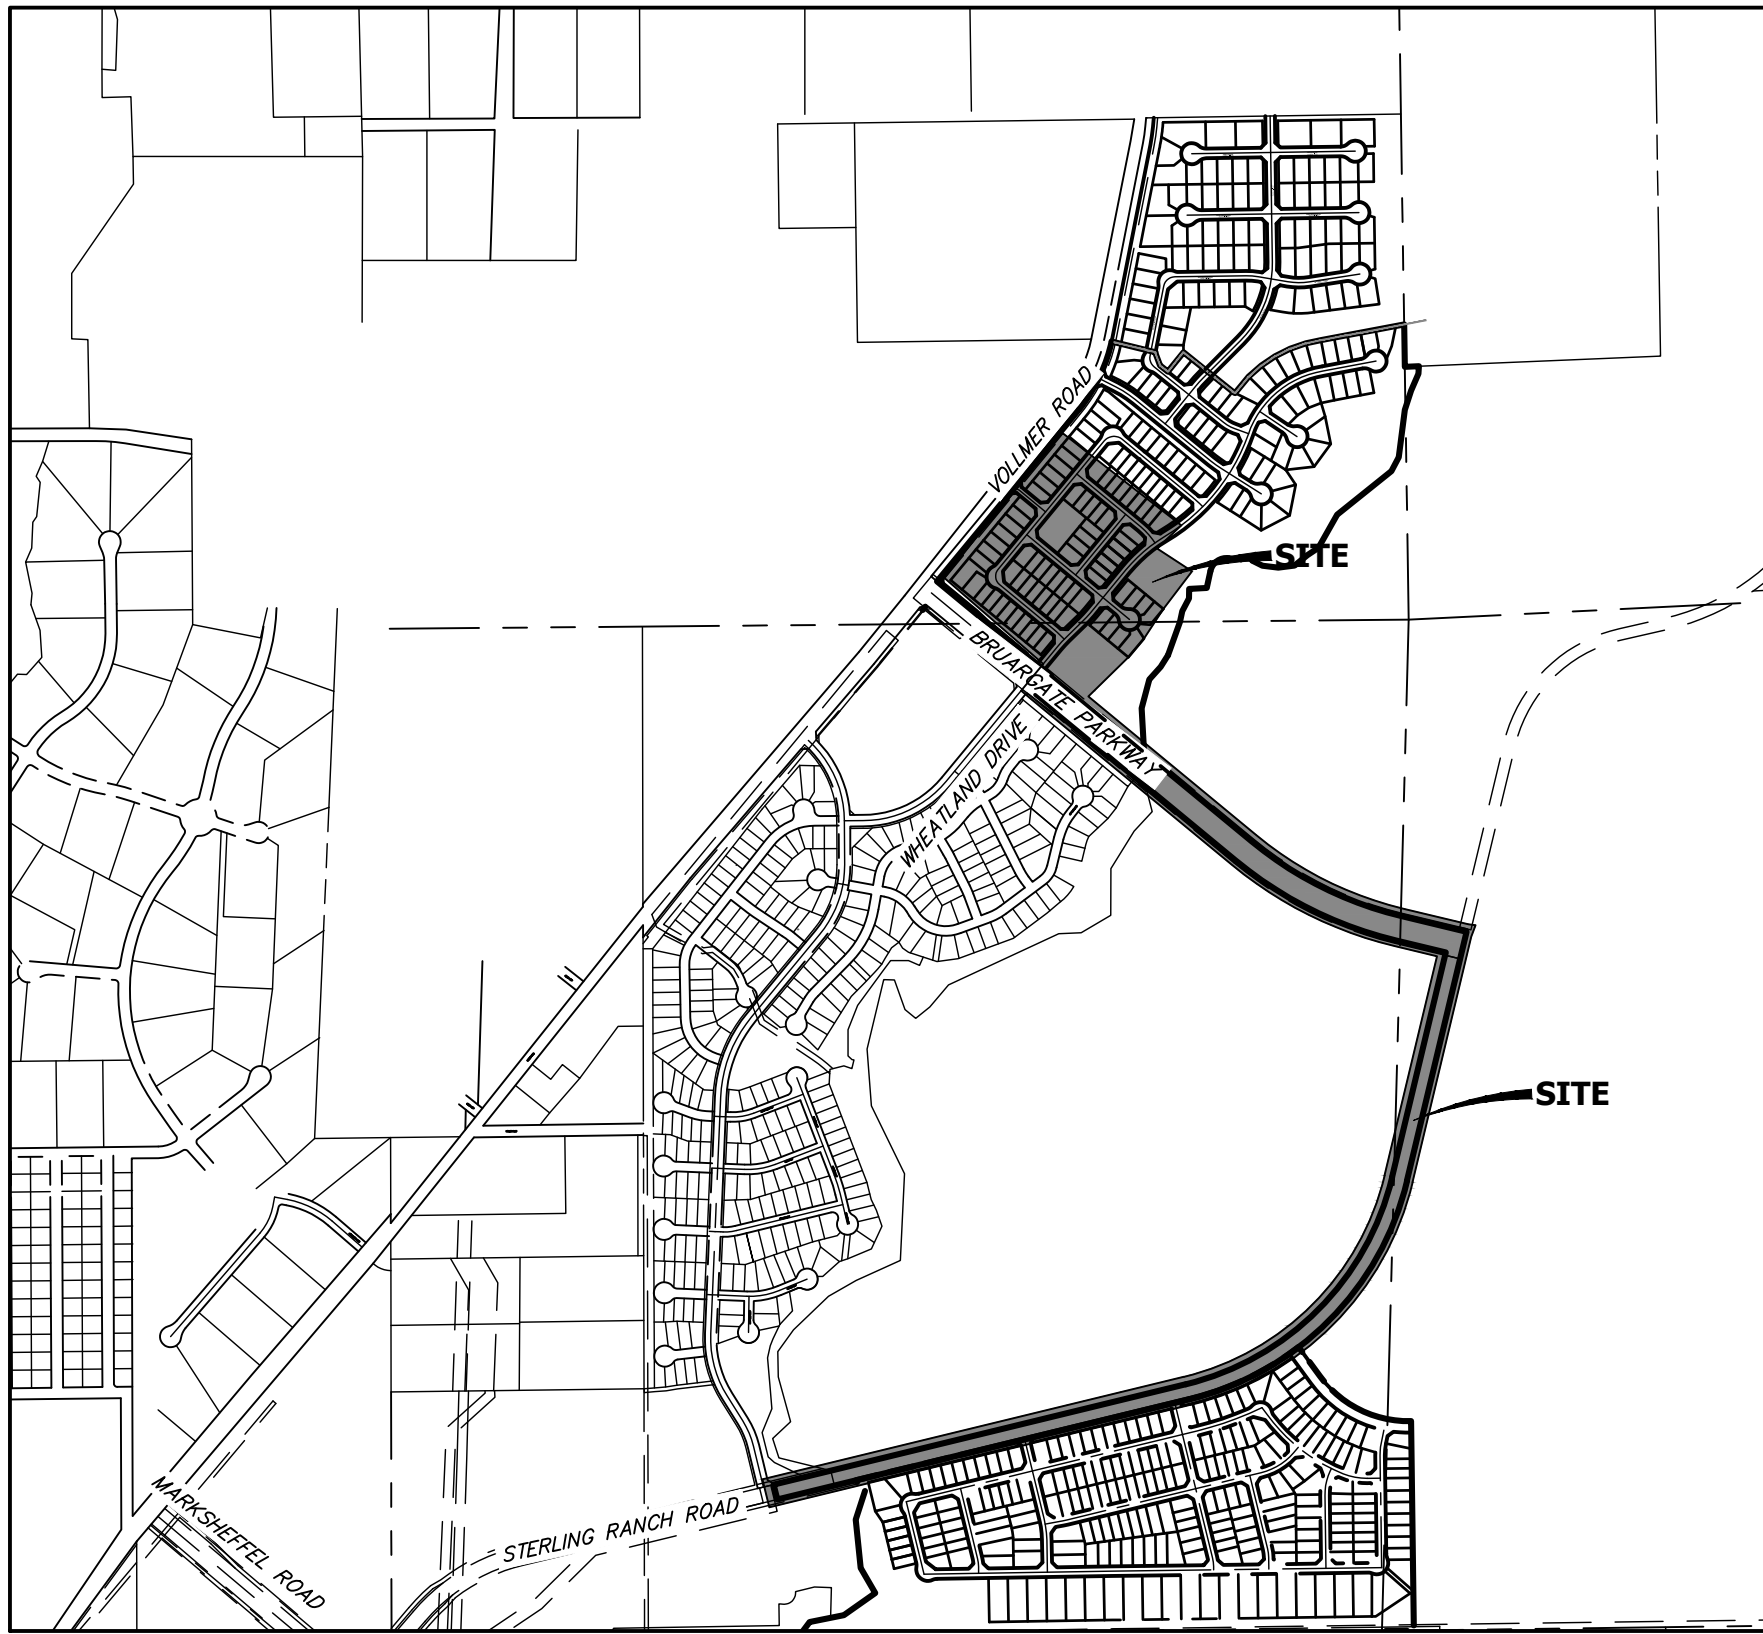 VOLLMER ROAD
SITE
BRUARGATE PARKWAY
WHEATLAND DRIVE
SITE
STERLING RANCH ROAD
MARKSHEFFEL ROAD